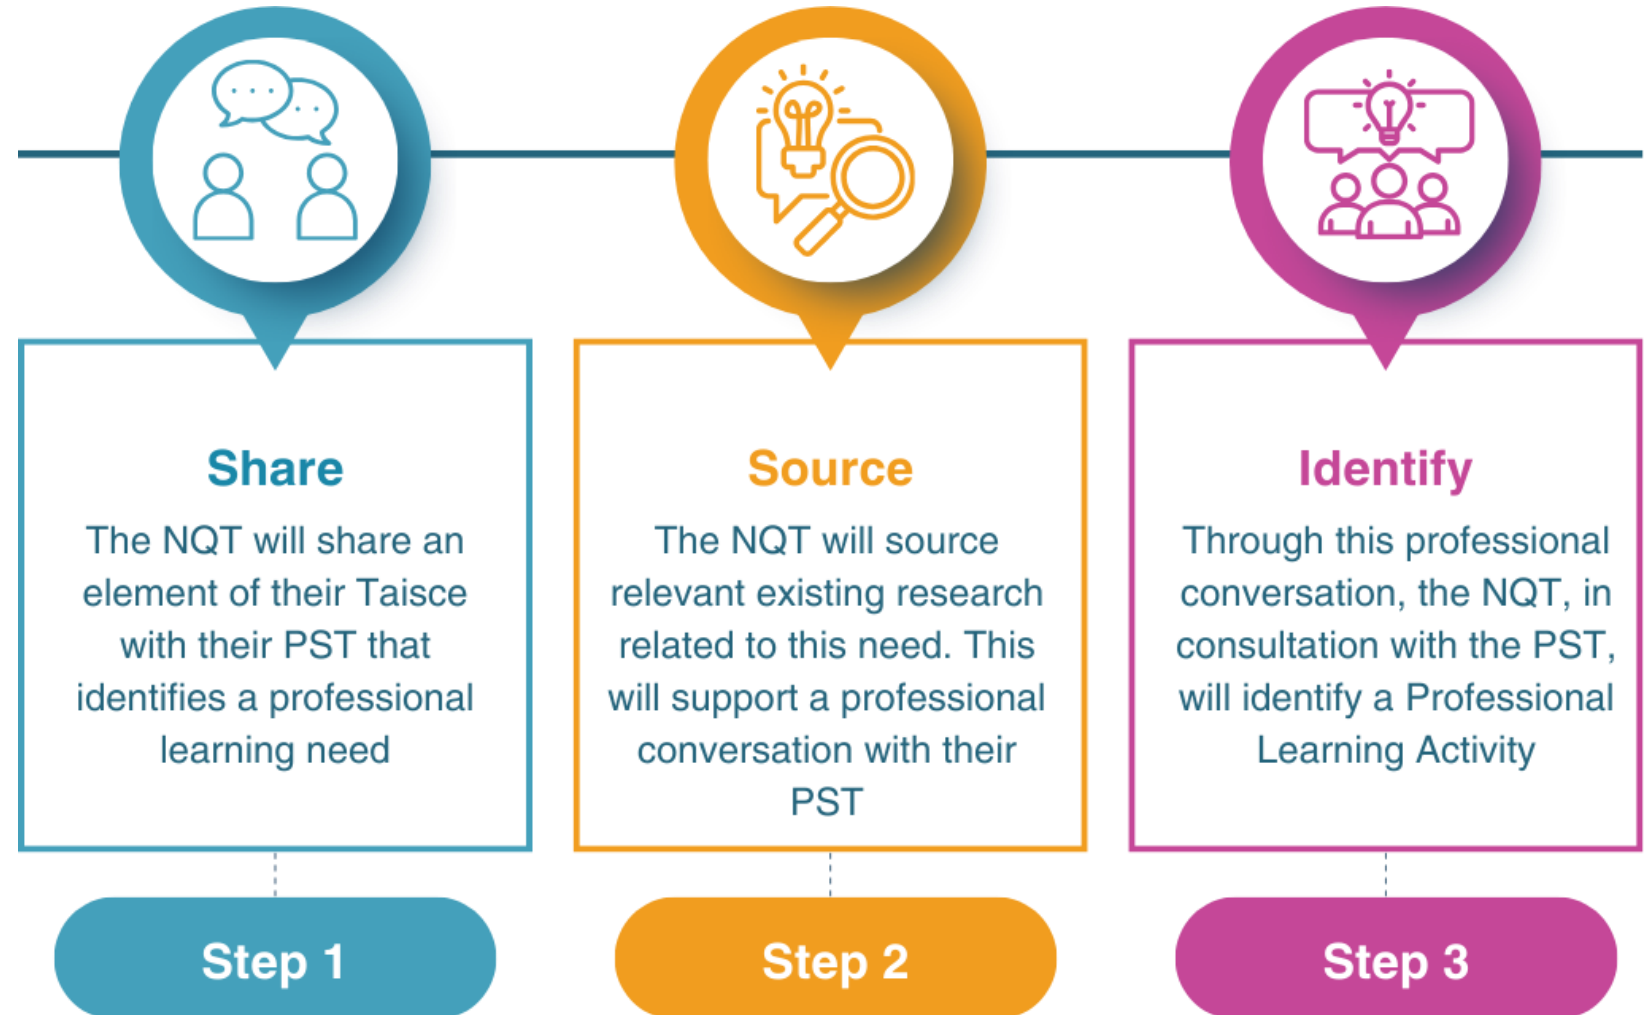 Share
The NQT will share an
element of their Taisce
with their PST that
identifies a professional
learning need
Step 1
Source
The NQT will source
relevant existing research
related to this need. This
will support a professional
conversation with their
PST
Step 2
Identify
Through this professional
conversation, the NQT, in
consultation with the PST,
will identify a Professional
Learning Activity
Step 3